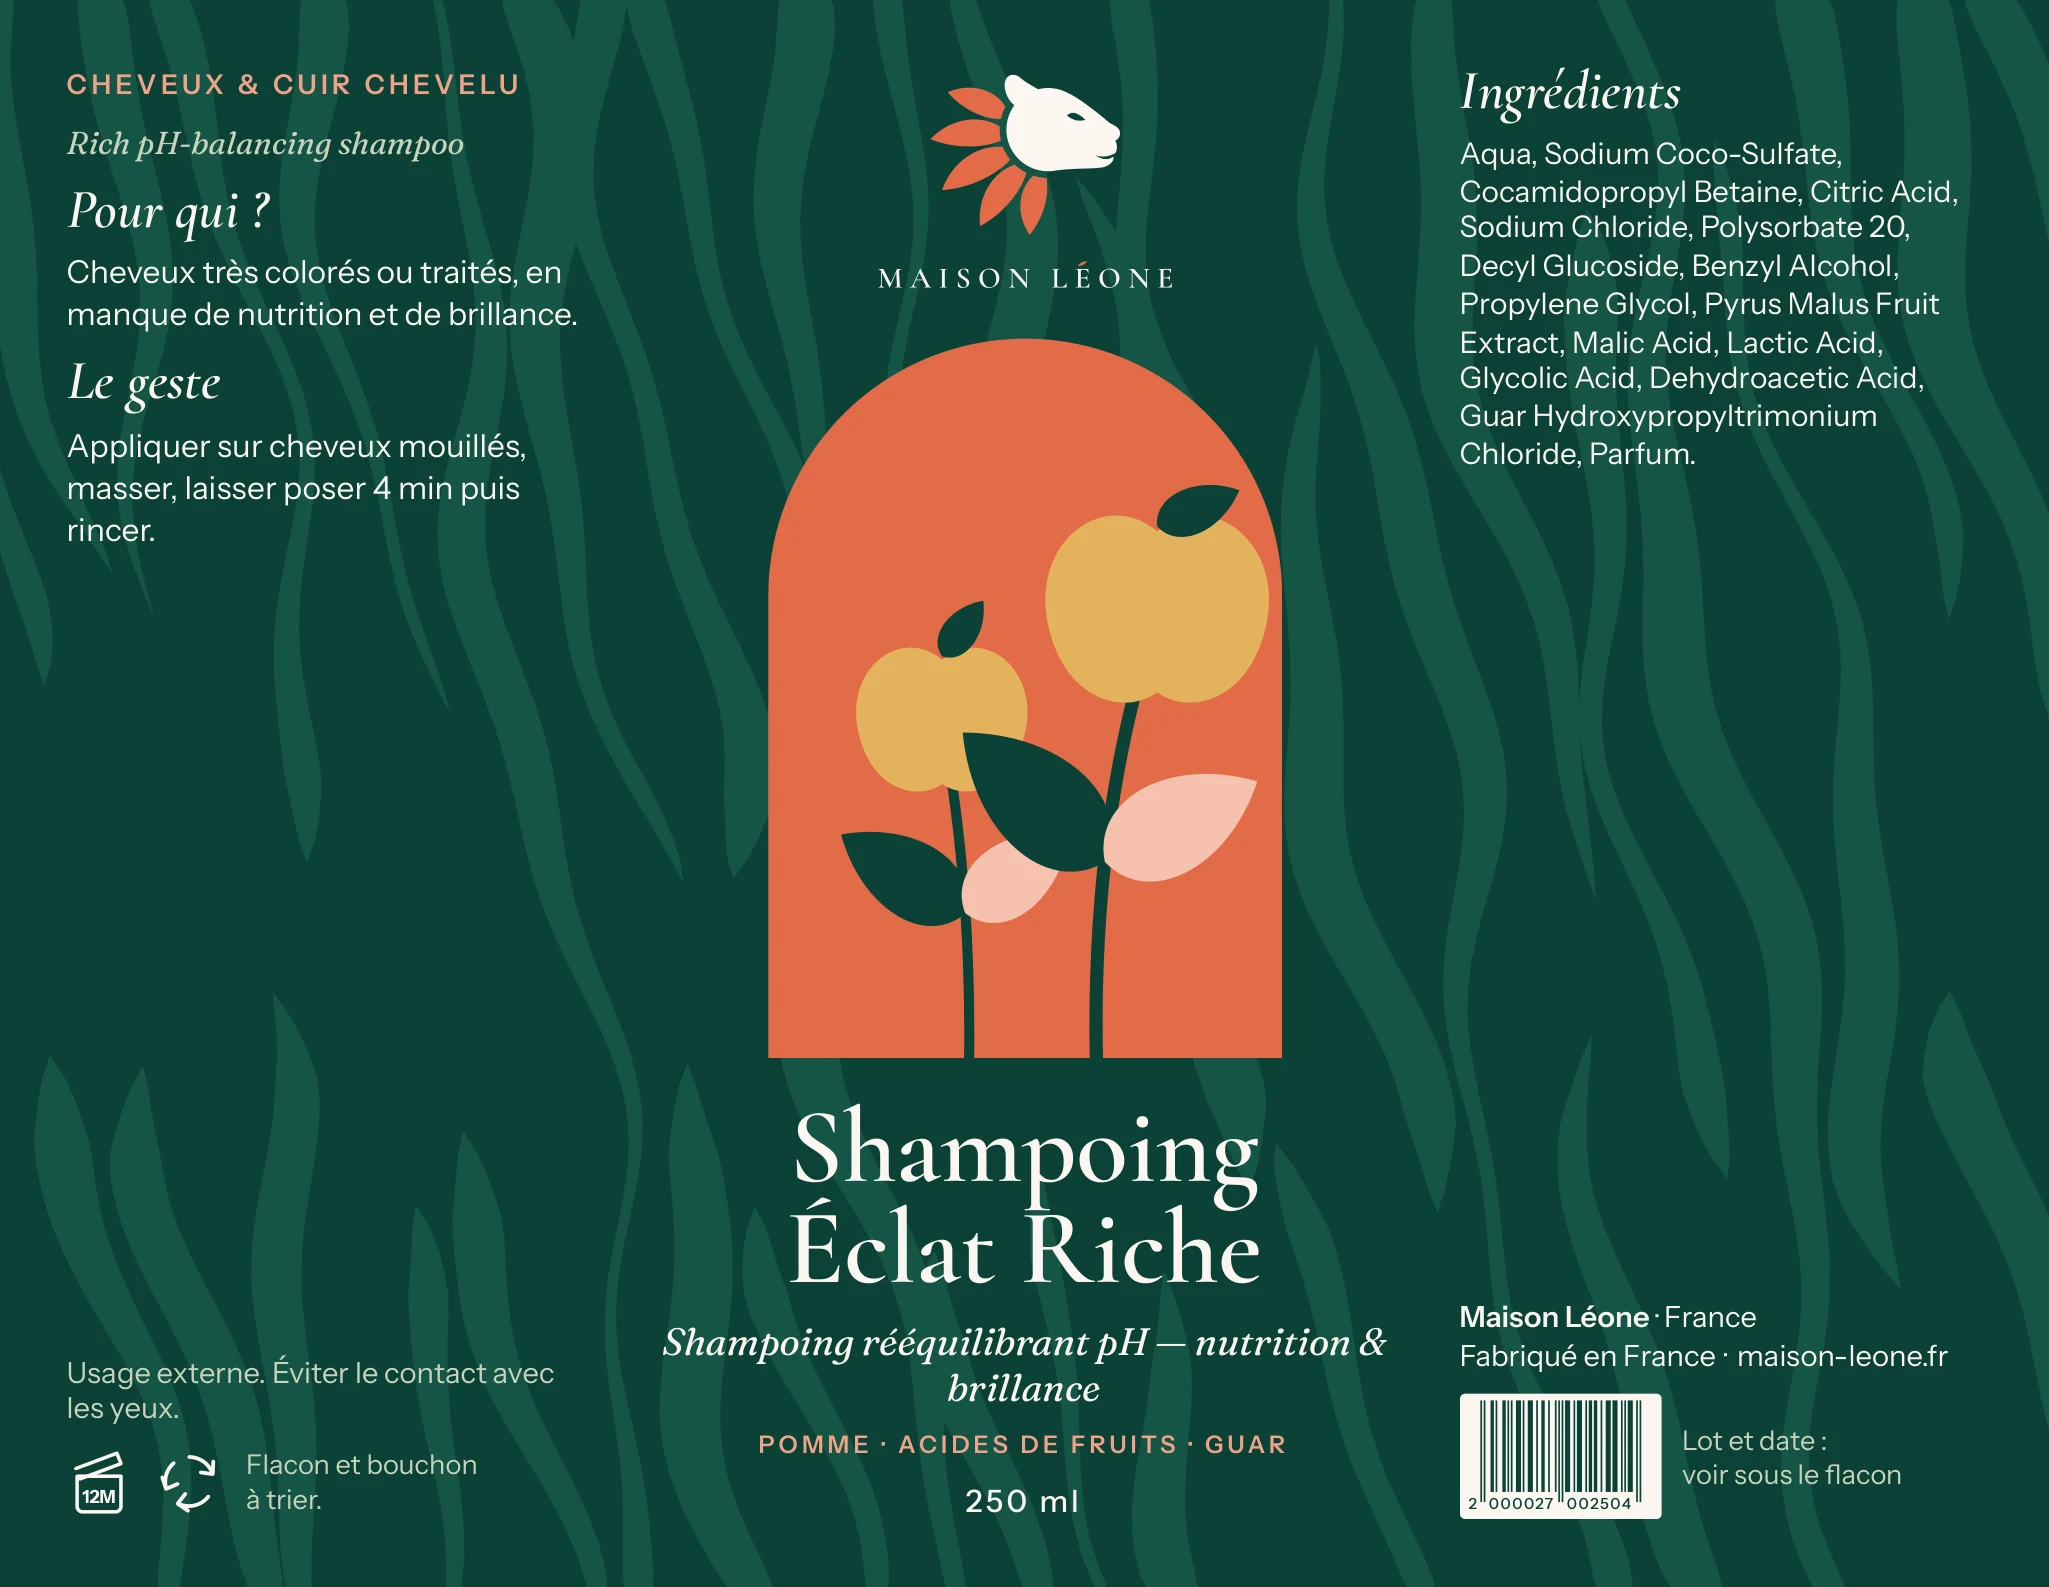 CHEVEUX & CUIR CHEVELU
Rich pH-balancing shampoo
Pour qui ?
Cheveux très colorés ou traités, en
manque de nutrition et de brillance.
Le geste
Appliquer sur cheveux mouillés,
masser, laisser poser 4 min puis
rincer.
Usage externe. Éviter le contact avec
les yeux.
12M
Flacon et bouchon
à trier.
MAISON LÉONE
Shampoing
Éclat Riche
Shampoing rééquilibrant pH — nutrition &
brillance
POMME · ACIDES DE FRUITS · GUAR
250 ml
Ingrédients
Aqua, Sodium Coco-Sulfate,
Cocamidopropyl Betaine, Citric Acid,
Sodium Chloride, Polysorbate 20,
Decyl Glucoside, Benzyl Alcohol,
Propylene Glycol, Pyrus Malus Fruit
Extract, Malic Acid, Lactic Acid,
Glycolic Acid, Dehydroacetic Acid,
Guar Hydroxypropyltrimonium
Chloride, Parfum.
Maison Léone · France
Fabriqué en France · maison-leone.fr
2 000027 002504
Lot et date :
voir sous le flacon